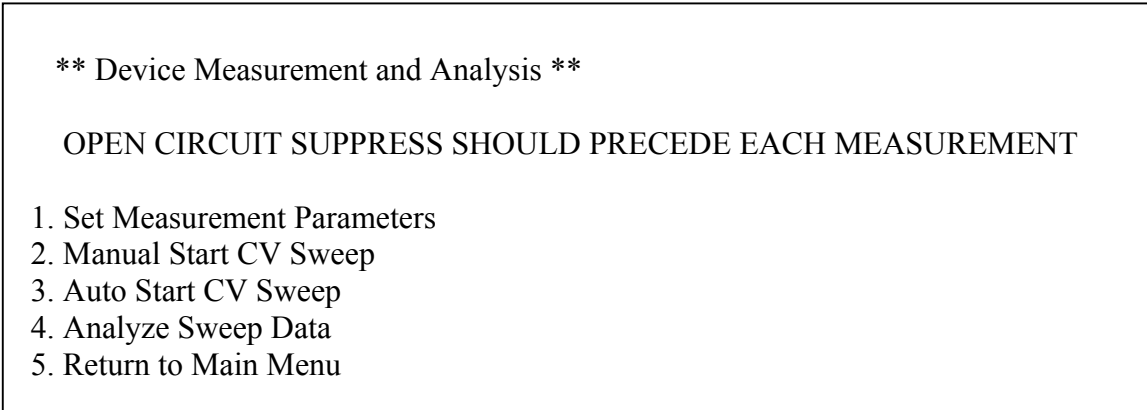 ** Device Measurement and Analysis **
OPEN CIRCUIT SUPPRESS SHOULD PRECEDE EACH MEASUREMENT
1. Set Measurement Parameters
2. Manual Start CV Sweep
3. Auto Start CV Sweep
4. Analyze Sweep Data
5. Return to Main Menu